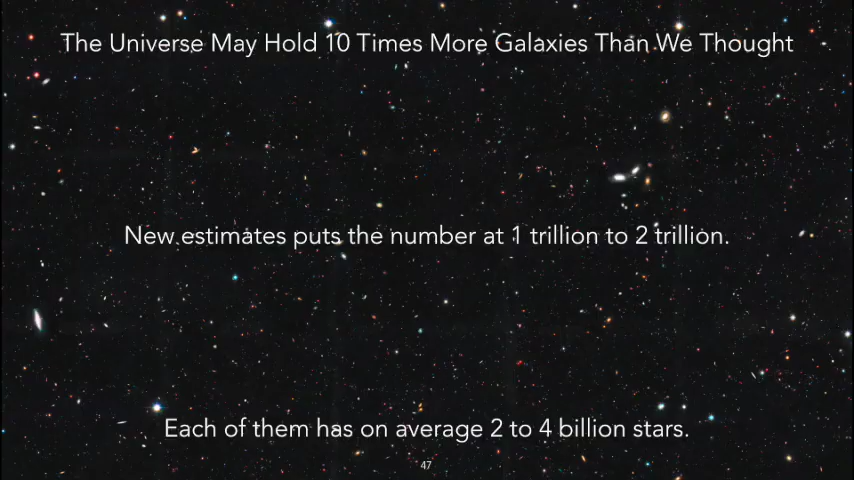 The Universe May Hold 10 Times More Galaxies Than We Thought
New estimates puts the number at 1 trillion to 2 trillion.
Each of them has on average 2 to 4 billion stars.
47